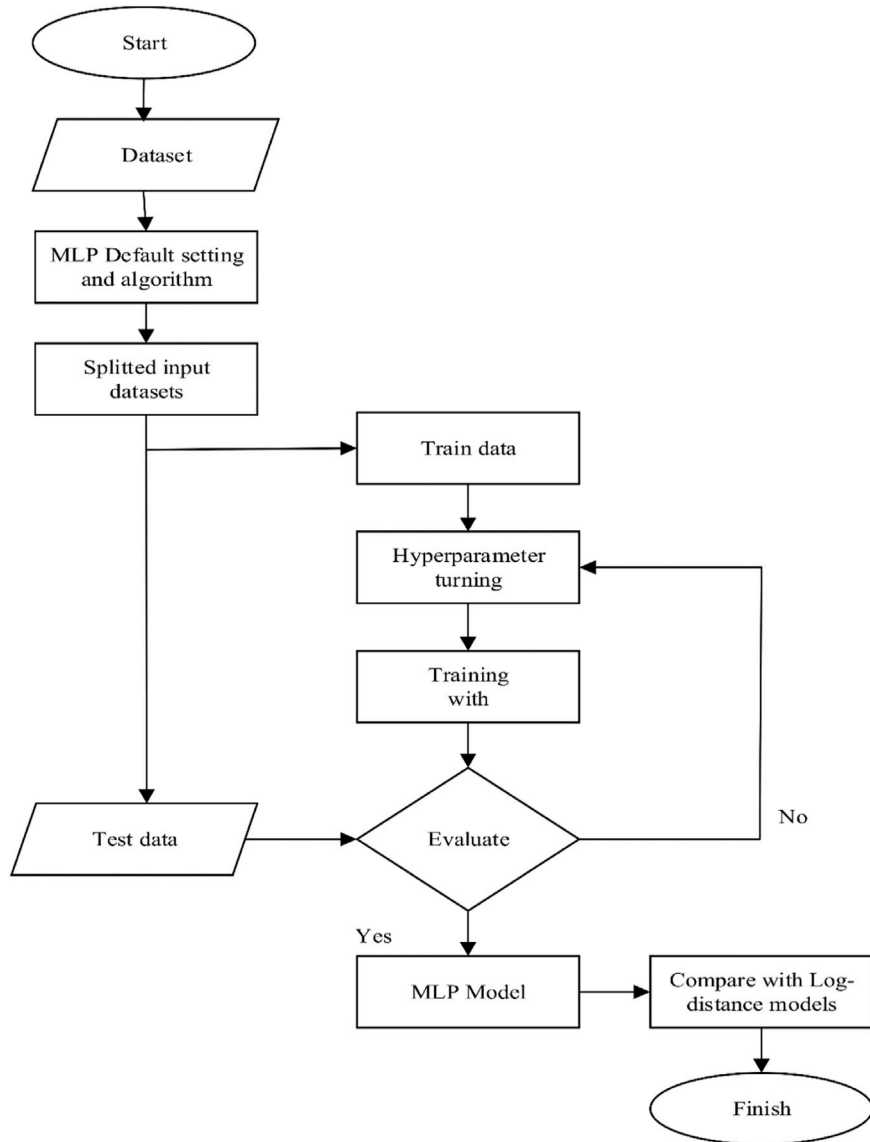 Start
Dataset
MLP Default setting
and algorithm
Splitted input
datasets
Train data
Hyperparameter
turning
Training
with
Test data
Evaluate
No
Yes
MLP Model
Compare with Log-
distance models
Finish